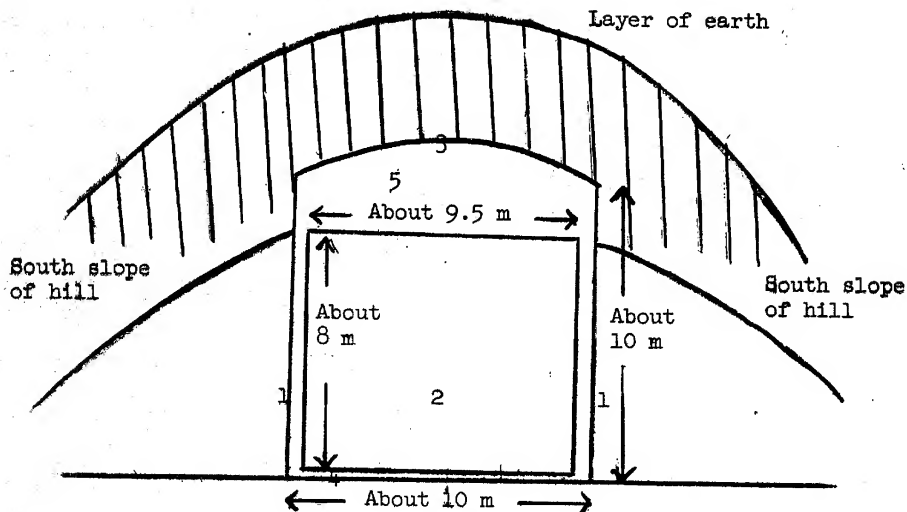 Layer of earth
3
5
About 9.5 m
South slope
of hill
South slope
of hill
About
8 m
About
10 m
1
2
1
4
About 10 m